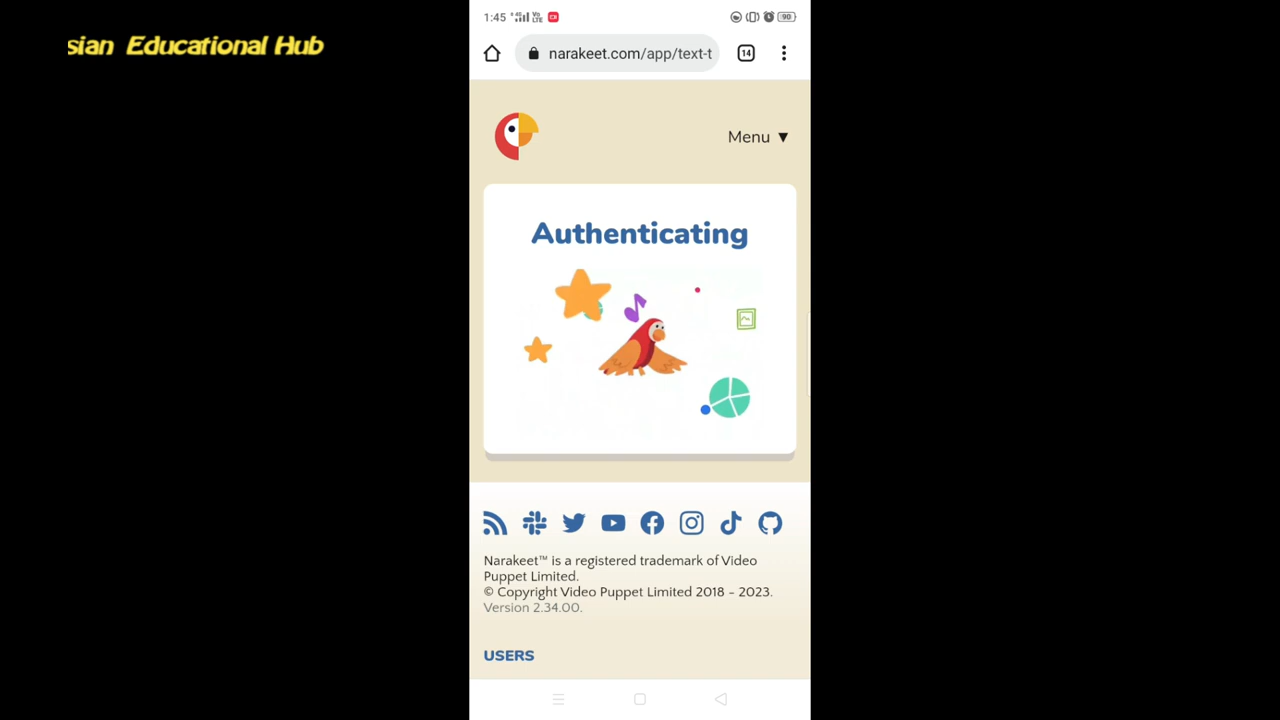 sian Educational Hub
1:45
90
narakeet.com/app/text-t
14
Menu ▼
Authenticating
Narakeet™ is a registered trademark of Video
Puppet Limited.
© Copyright Video Puppet Limited 2018 - 2023.
Version 2.34.00.
USERS